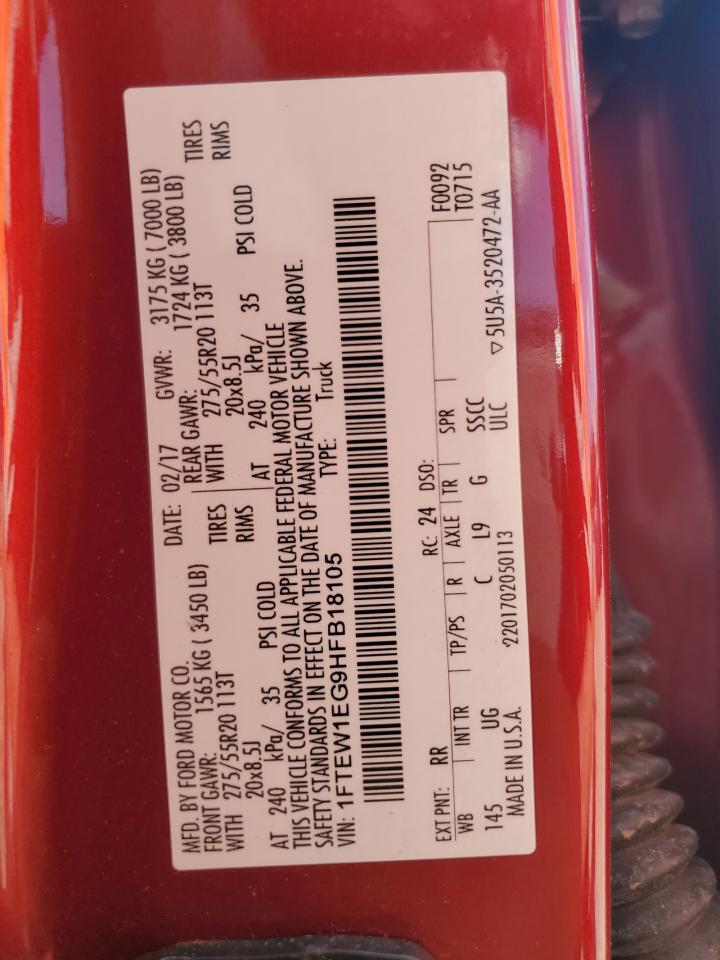 MFD. BY FORD MOTOR CO. DATE: 02/17 GVWR: 3175 KG ( 7000 LB)
FRONT GAWR: 1565 KG ( 3450 LB) REAR GAWR: 1724 KG ( 3800 LB)
WITH 275/55R20 113T TIRES WITH 275/55R20 113T TIRES
20x8.5J RIMS 20x8.5J RIMS
AT 240 kPa/ 35 PSI COLD AT 240 kPa/ 35 PSI COLD
THIS VEHICLE CONFORMS TO ALL APPLICABLE FEDERAL MOTOR VEHICLE
SAFETY STANDARDS IN EFFECT ON THE DATE OF MANUFACTURE SHOWN ABOVE.
VIN: 1FTEW1EG9HFB18105 TYPE: Truck
EXT PNT: RR RC: 24 DSO: F0092
WB INT TR TP/PS R AXLE TR SPR T0715
145 UG C L9 G SSCC
ULC
MADE IN U.S.A. 2201702050113 ▽ 5U5A-3520472-AA